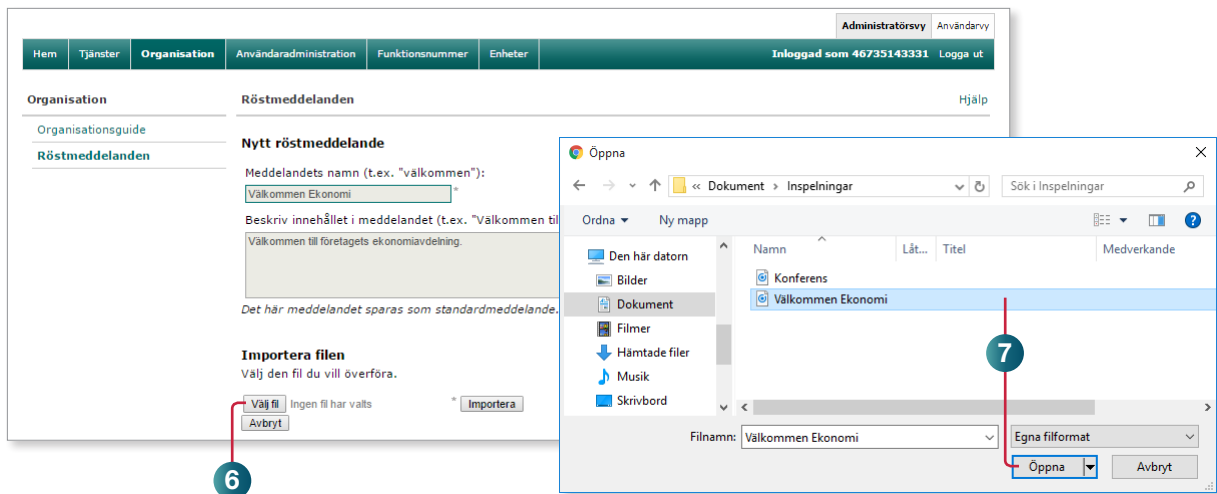 Administratörsvy Användarvy
Hem Tjänster Organisation Användaradministration Funktionsnummer Enheter Inloggad som 46735143331 Logga ut
Organisation
Organisationsguide
Röstmeddelanden
Röstmeddelanden Hjälp
Nytt röstmeddelande
Meddelandets namn (t.ex. "välkommen"):
Välkommen Ekonomi *
Beskriv innehållet i meddelandet (t.ex. "Välkommen til
Välkommen till företagets ekonomiavdelning.
Det här meddelandet sparas som standardmeddelande.
Importera filen
Välj den fil du vill överföra.
Välj fil Ingen fil har valts * Importera
Avbryt
6
Öppna
« Dokument › Inspelningar Sök i Inspelningar
Ordna Ny mapp
Den här datorn
Bilder
Dokument
Filmer
Hämtade filer
Musik
Skrivbord
Namn Låt... Titel Medverkande
Konferens
Välkommen Ekonomi
7
Filnamn: Välkommen Ekonomi Egna filformat
Öppna Avbryt